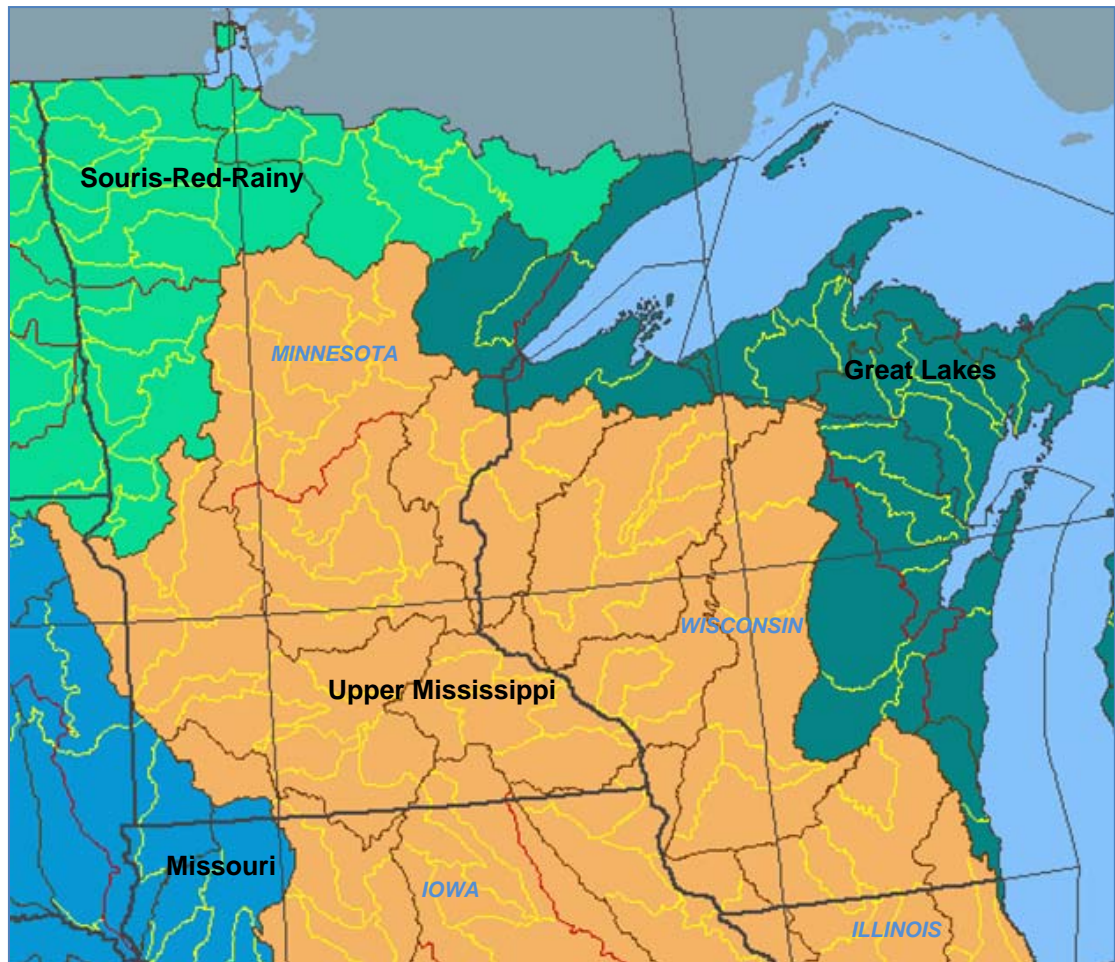 Souris-Red-Rainy
MINNESOTA
Great Lakes
WISCONSIN
Upper Mississippi
Missouri
IOWA
ILLINOIS